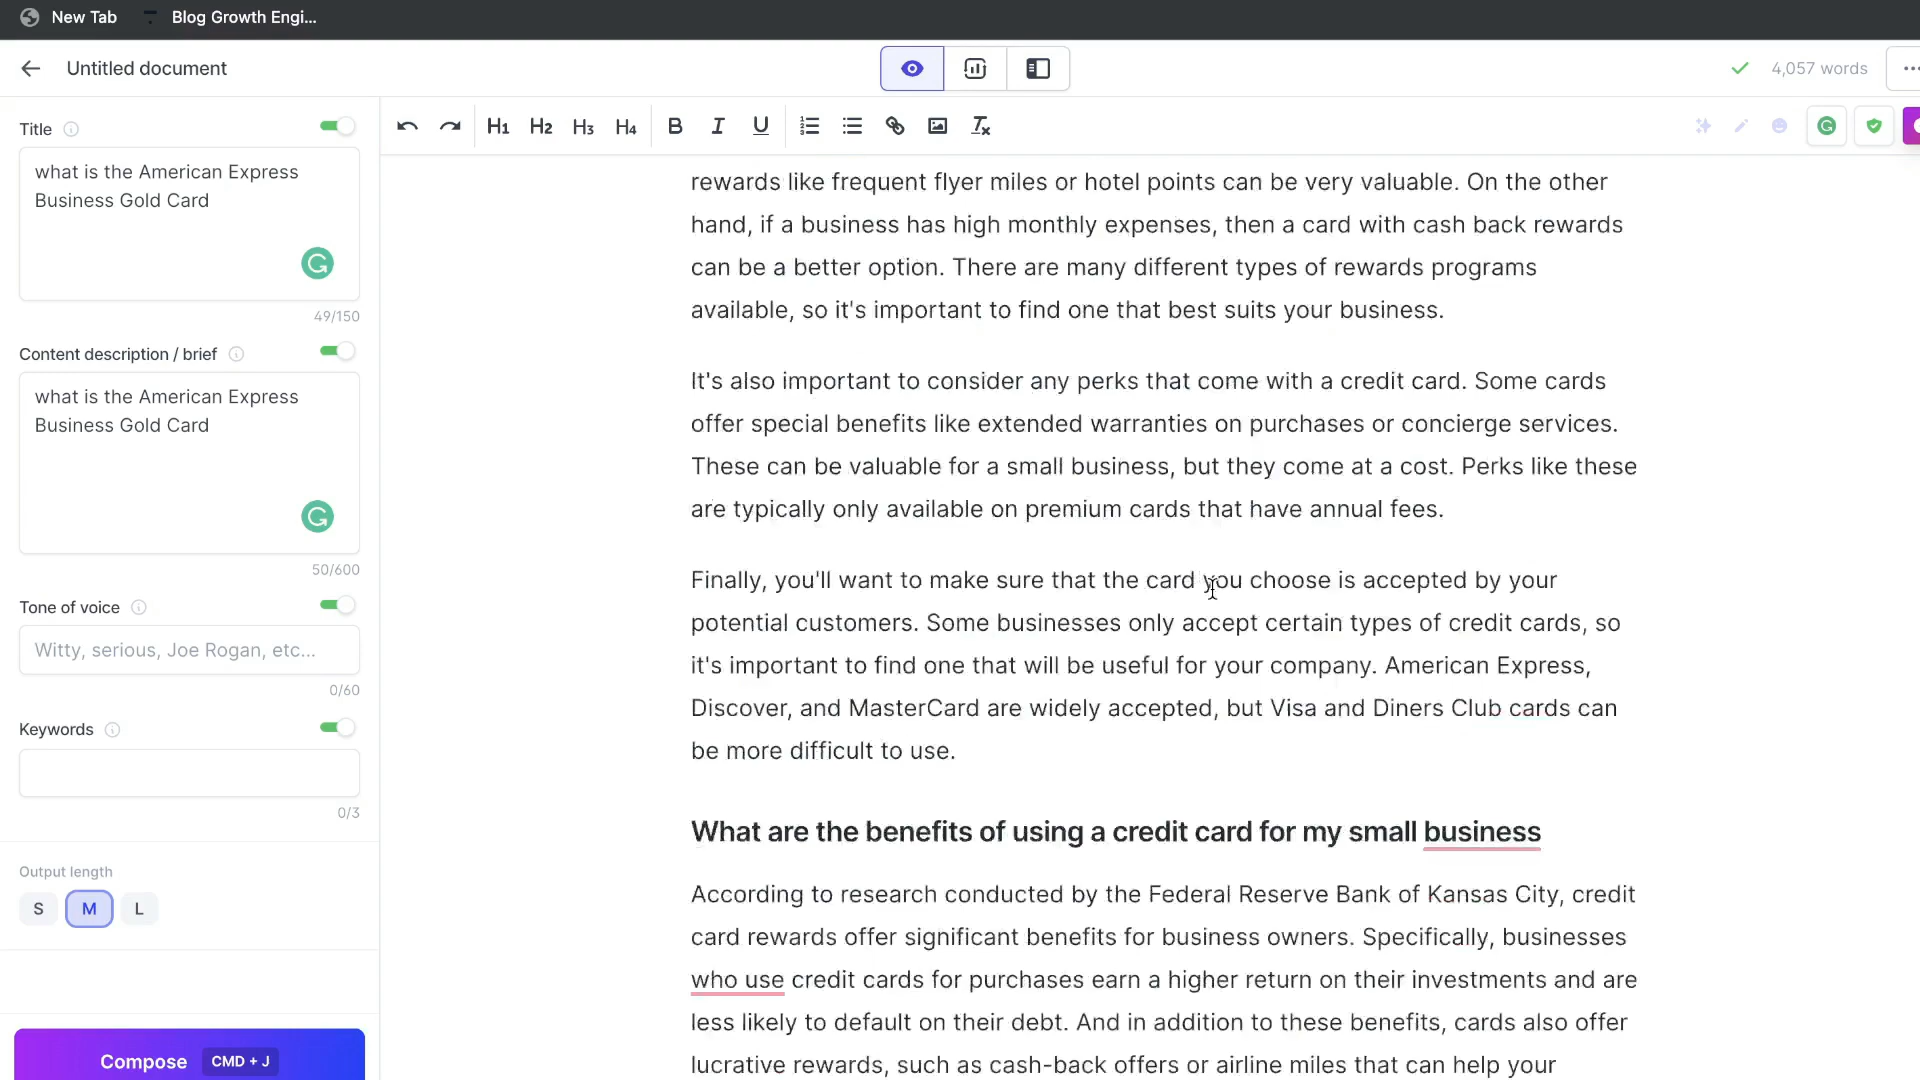 New Tab
Blog Growth Engi...
Untitled document
4,057 words
Title
what is the American Express
Business Gold Card
49/150
Content description / brief
what is the American Express
Business Gold Card
50/600
Tone of voice
Witty, serious, Joe Rogan, etc...
0/60
Keywords
0/3
Output length
S M L
Compose CMD + J
H1 H2 H3 H4 B I U
rewards like frequent flyer miles or hotel points can be very valuable. On the other
hand, if a business has high monthly expenses, then a card with cash back rewards
can be a better option. There are many different types of rewards programs
available, so it's important to find one that best suits your business.
It's also important to consider any perks that come with a credit card. Some cards
offer special benefits like extended warranties on purchases or concierge services.
These can be valuable for a small business, but they come at a cost. Perks like these
are typically only available on premium cards that have annual fees.
Finally, you'll want to make sure that the card you choose is accepted by your
potential customers. Some businesses only accept certain types of credit cards, so
it's important to find one that will be useful for your company. American Express,
Discover, and MasterCard are widely accepted, but Visa and Diners Club cards can
be more difficult to use.
What are the benefits of using a credit card for my small business
According to research conducted by the Federal Reserve Bank of Kansas City, credit
card rewards offer significant benefits for business owners. Specifically, businesses
who use credit cards for purchases earn a higher return on their investments and are
less likely to default on their debt. And in addition to these benefits, cards also offer
lucrative rewards, such as cash-back offers or airline miles that can help your